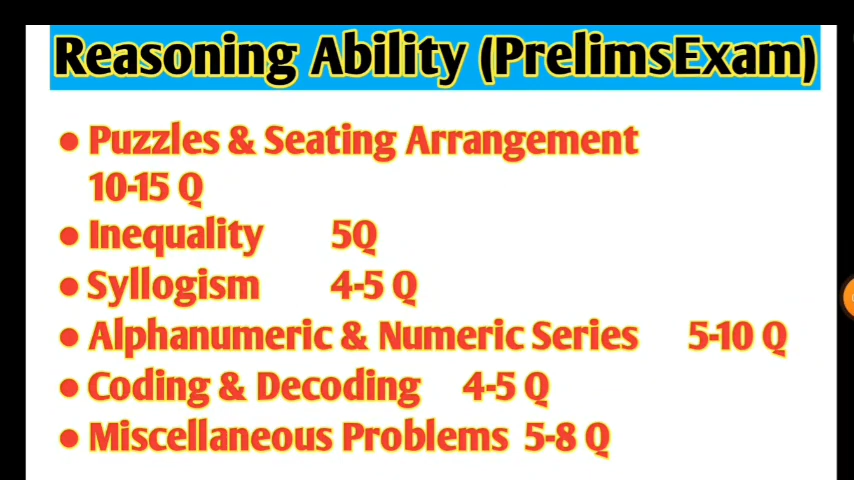 Reasoning Ability (PrelimsExam)
• Puzzles & Seating Arrangement
10-15 Q
• Inequality 5Q
• Syllogism 4-5 Q
• Alphanumeric & Numeric Series 5-10 Q
• Coding & Decoding 4-5 Q
• Miscellaneous Problems 5-8 Q